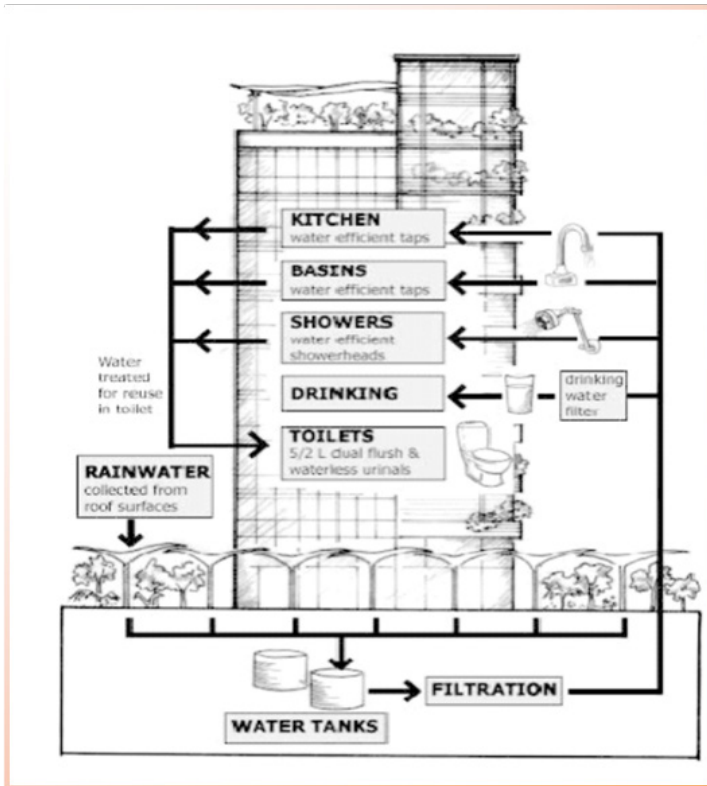 KITCHEN
water efficient taps
BASINS
water efficient taps
SHOWERS
water efficient
showerheads
Water
treated
for reuse
in toilet
DRINKING
drinking
water
filter
TOILETS
5/2 L dual flush &
waterless urinals
RAINWATER
collected from
roof surfaces
FILTRATION
WATER TANKS